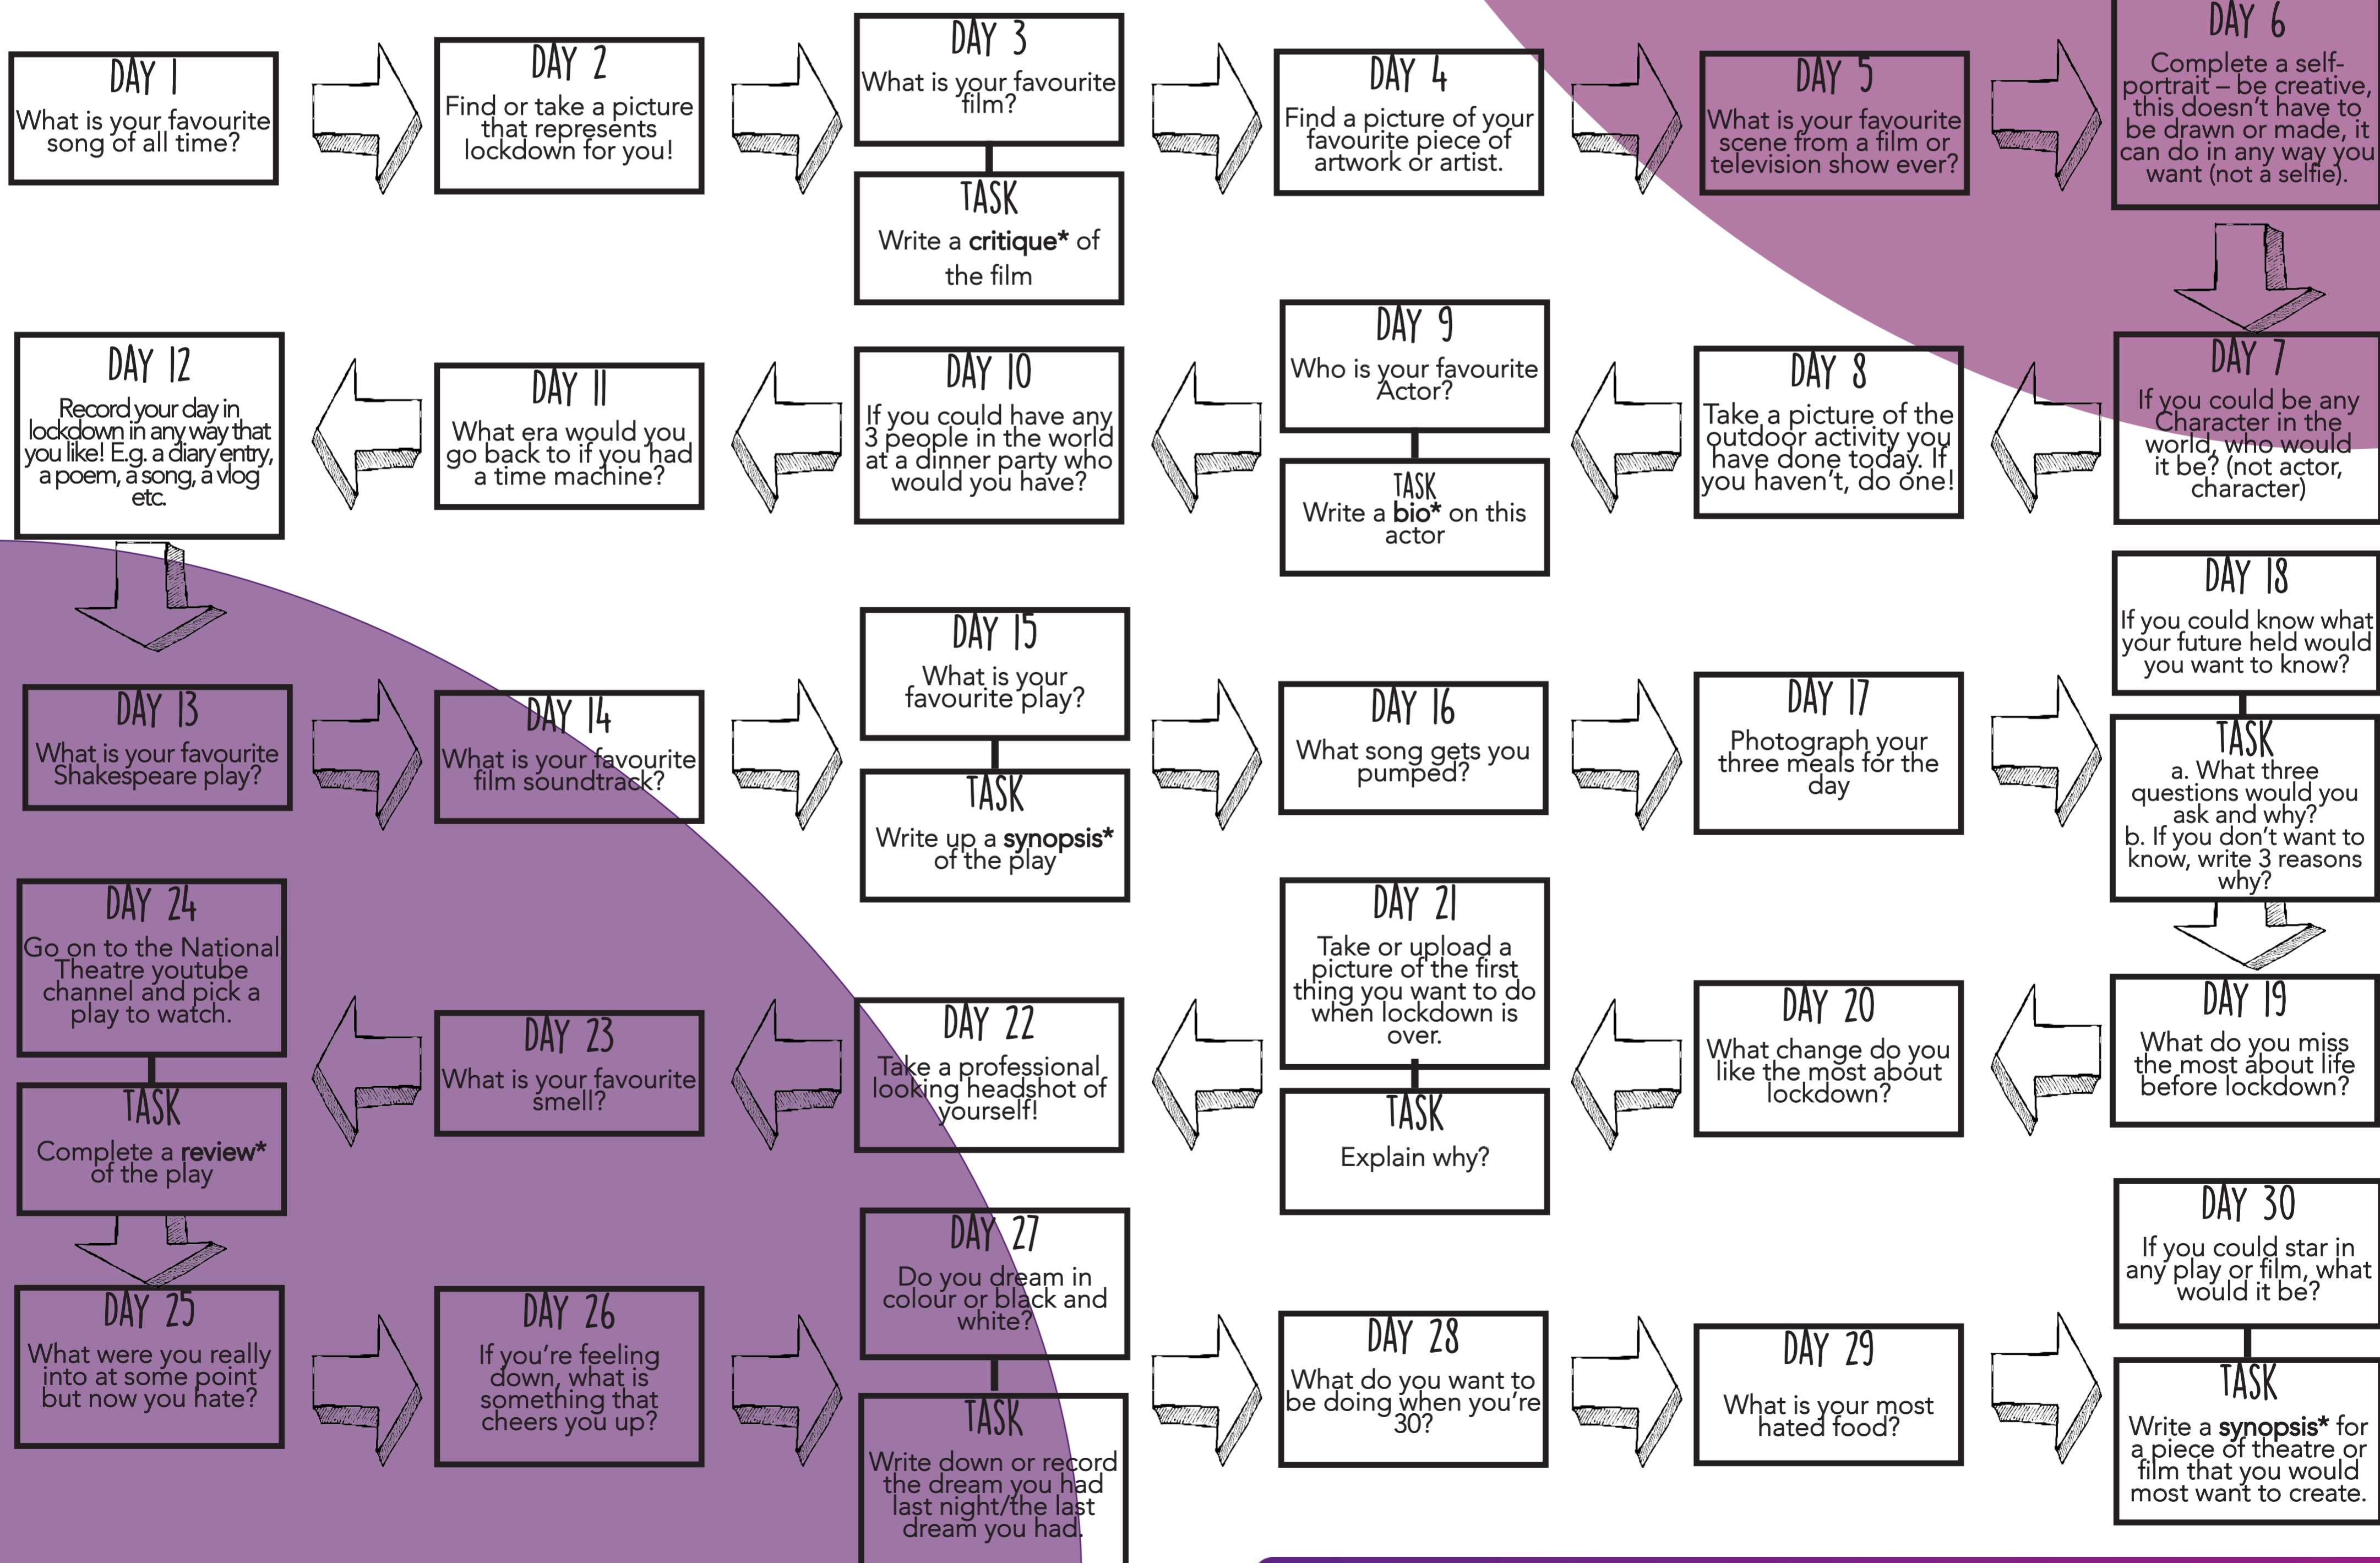 DAY 1
What is your favourite
song of all time?
DAY 2
Find or take a picture
that represents
lockdown for you!
DAY 3
What is your favourite
film?
TASK
Write a critique* of
the film
DAY 4
Find a picture of your
favourite piece of
artwork or artist.
DAY 5
What is your favourite
scene from a film or
television show ever?
DAY 6
Complete a self-
portrait – be creative,
this doesn't have to
be drawn or made, it
can do in any way you
want (not a selfie).
DAY 7
If you could be any
Character in the
world, who would
it be? (not actor,
character)
DAY 8
Take a picture of the
outdoor activity you
have done today. If
you haven't, do one!
DAY 9
Who is your favourite
Actor?
TASK
Write a bio* on this
actor
DAY 10
If you could have any
3 people in the world
at a dinner party who
would you have?
DAY 11
What era would you
go back to if you had
a time machine?
DAY 12
Record your day in
lockdown in any way that
you like! E.g. a diary entry,
a poem, a song, a vlog
etc.
DAY 13
What is your favourite
Shakespeare play?
DAY 14
What is your favourite
film soundtrack?
DAY 15
What is your
favourite play?
TASK
Write up a synopsis*
of the play
DAY 16
What song gets you
pumped?
DAY 17
Photograph your
three meals for the
day
DAY 18
If you could know what
your future held would
you want to know?
TASK
a. What three
questions would you
ask and why?
b. If you don't want to
know, write 3 reasons
why?
DAY 19
What do you miss
the most about life
before lockdown?
DAY 20
What change do you
like the most about
lockdown?
DAY 21
Take or upload a
picture of the first
thing you want to do
when lockdown is
over.
TASK
Explain why?
DAY 22
Take a professional
looking headshot of
yourself!
DAY 23
What is your favourite
smell?
DAY 24
Go on to the National
Theatre youtube
channel and pick a
play to watch.
TASK
Complete a review*
of the play
DAY 25
What were you really
into at some point
but now you hate?
DAY 26
If you're feeling
down, what is
something that
cheers you up?
DAY 27
Do you dream in
colour or black and
white?
TASK
Write down or record
the dream you had
last night/the last
dream you had.
DAY 28
What do you want to
be doing when you're
30?
DAY 29
What is your most
hated food?
DAY 30
If you could star in
any play or film, what
would it be?
TASK
Write a synopsis* for
a piece of theatre or
film that you would
most want to create.